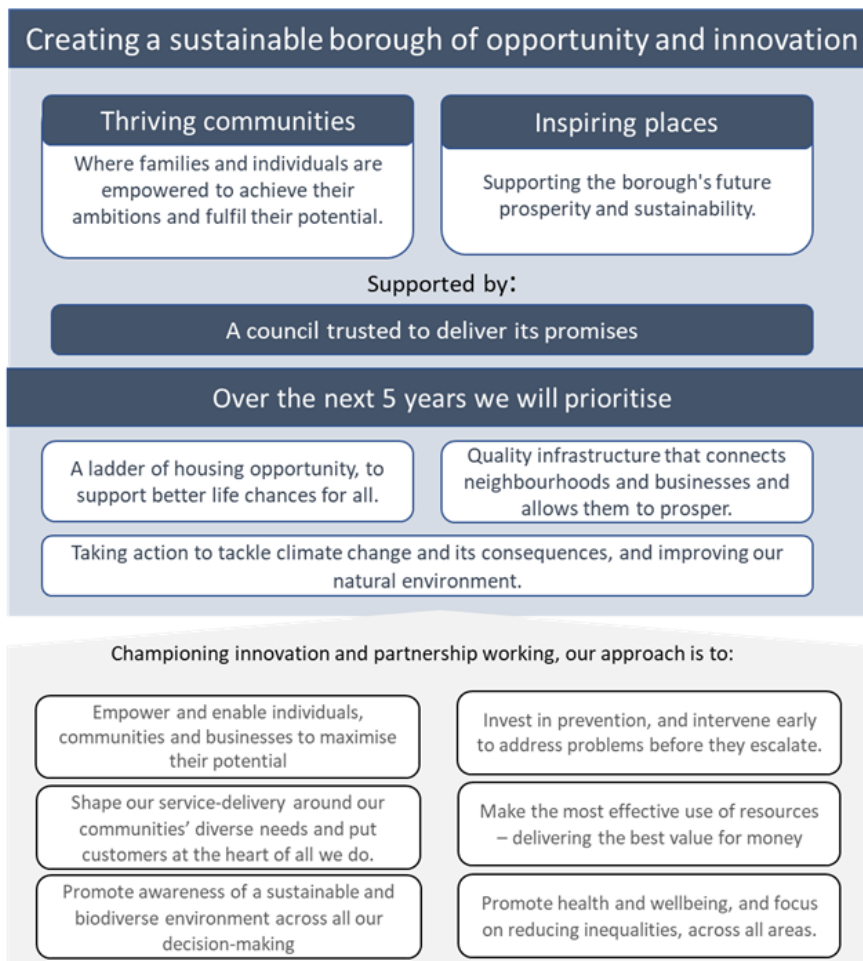 Creating a sustainable borough of opportunity and innovation
Thriving communities
Where families and individuals are
empowered to achieve their
ambitions and fulfil their potential.
Inspiring places
Supporting the borough's future
prosperity and sustainability.
Supported by:
A council trusted to deliver its promises
Over the next 5 years we will prioritise
A ladder of housing opportunity, to
support better life chances for all.
Quality infrastructure that connects
neighbourhoods and businesses and
allows them to prosper.
Taking action to tackle climate change and its consequences, and improving our
natural environment.
Championing innovation and partnership working, our approach is to:
Empower and enable individuals,
communities and businesses to maximise
their potential
Invest in prevention, and intervene early
to address problems before they escalate.
Shape our service-delivery around our
communities’ diverse needs and put
customers at the heart of all we do.
Make the most effective use of resources
– delivering the best value for money
Promote awareness of a sustainable and
biodiverse environment across all our
decision-making
Promote health and wellbeing, and focus
on reducing inequalities, across all areas.